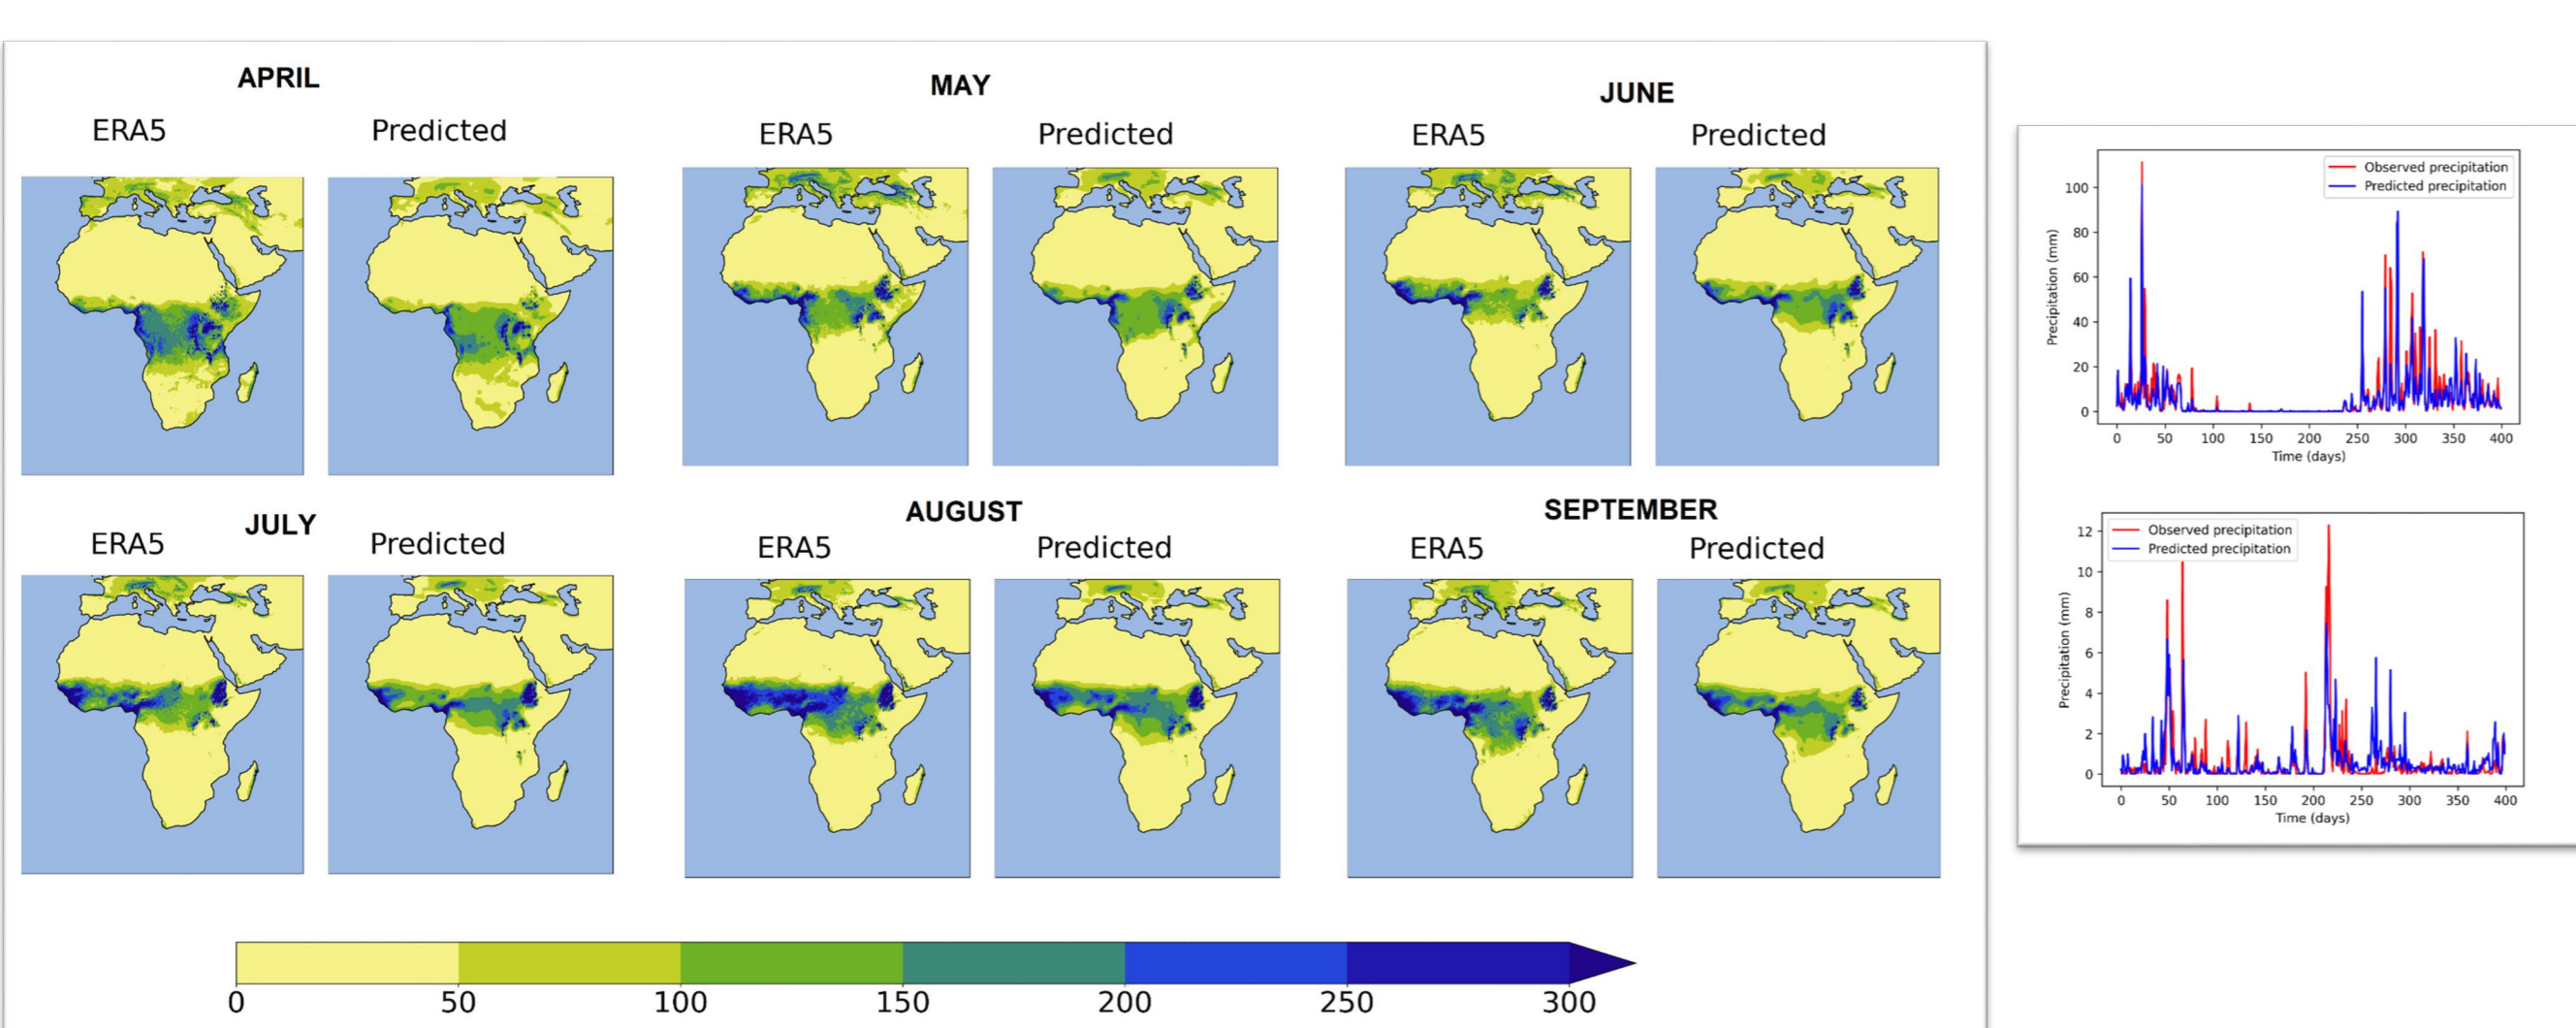 APRIL
ERA5 Predicted
MAY
ERA5 Predicted
JUNE
ERA5 Predicted
JULY
ERA5 Predicted
AUGUST
ERA5 Predicted
SEPTEMBER
ERA5 Predicted
0 50 100 150 200 250 300
Observed precipitation
Predicted precipitation
Precipitation (mm)
100
80
60
40
20
0
0 50 100 150 200 250 300 350 400
Time (days)
Observed precipitation
Predicted precipitation
Precipitation (mm)
12
10
8
6
4
2
0
0 50 100 150 200 250 300 350 400
Time (days)